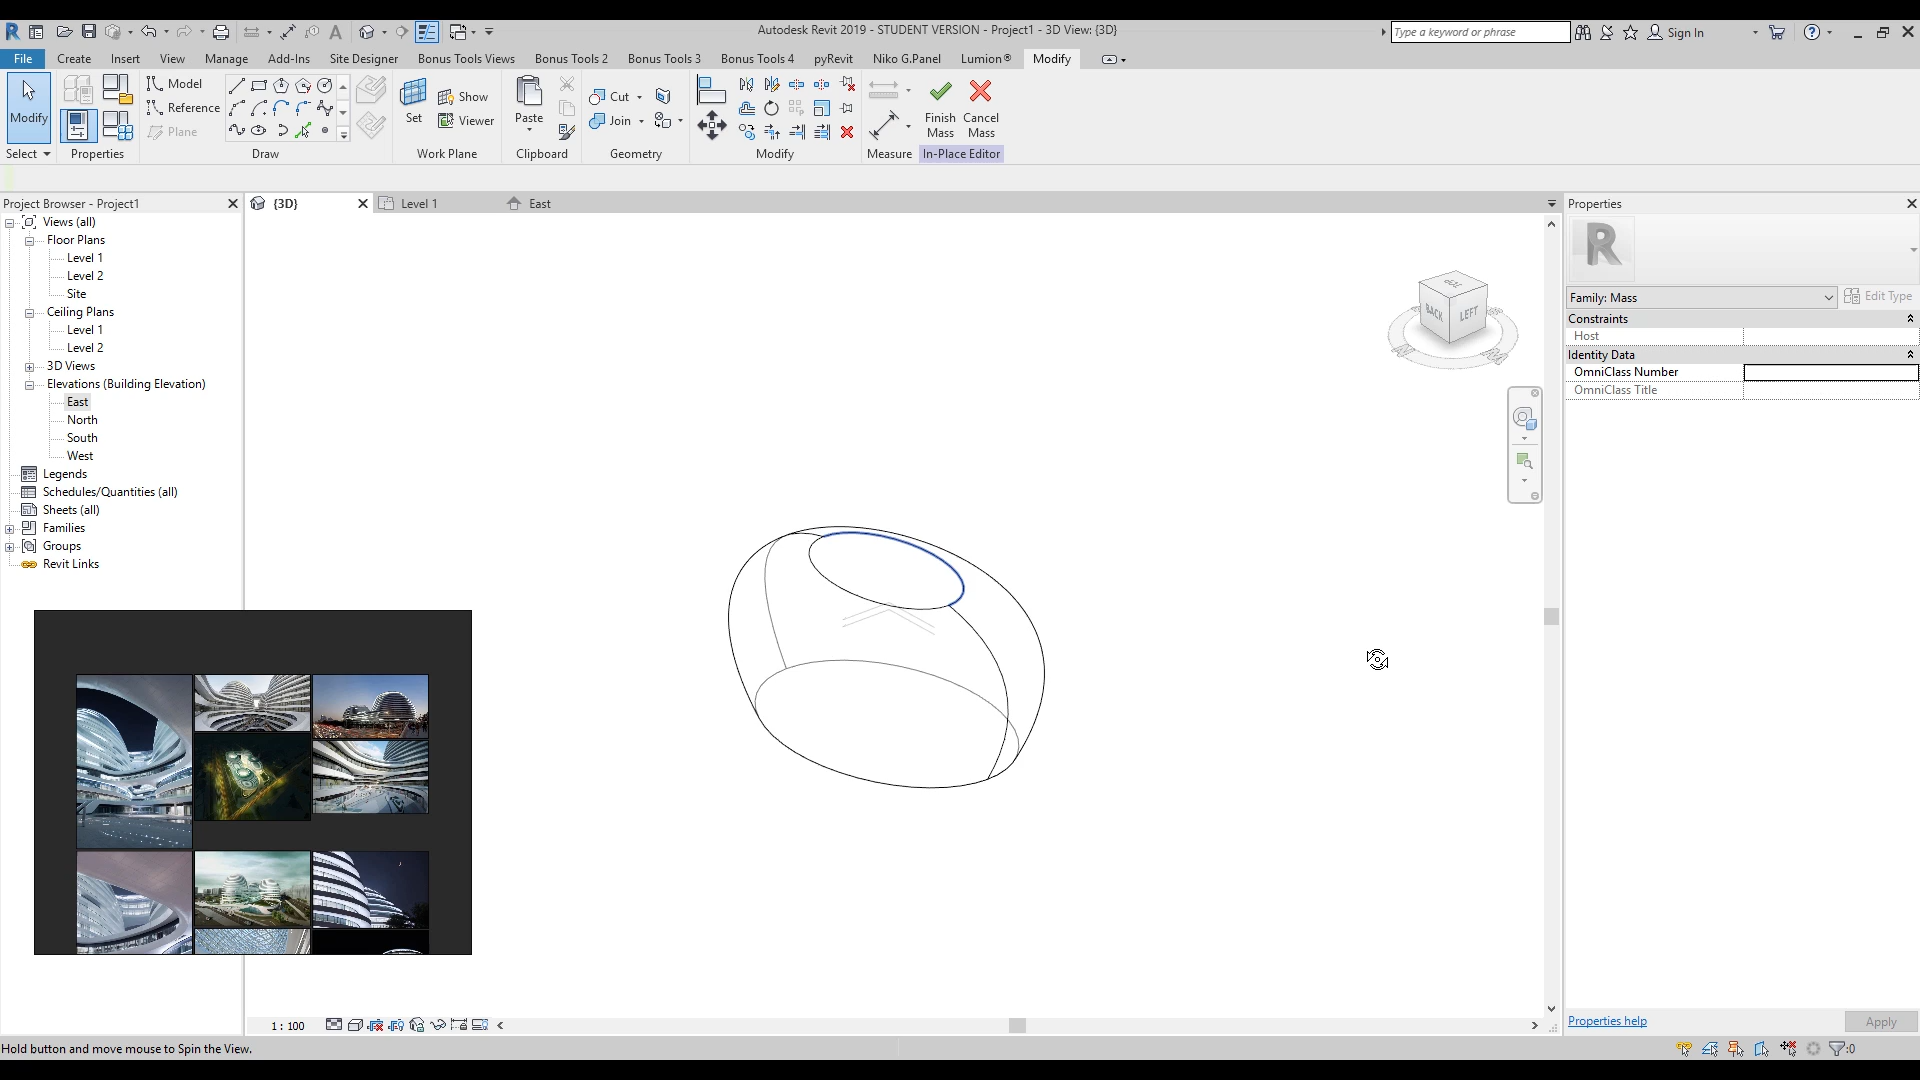 Autodesk Revit 2019 - STUDENT VERSION - Project1 - 3D View: {3D}
Type a keyword or phrase
Sign In
File Create Insert View Manage Add-Ins Site Designer Bonus Tools Views Bonus Tools 2 Bonus Tools 3 Bonus Tools 4 pyRevit Niko G.Panel Lumion® Modify
Modify
Model
Reference
Plane
Set
Show
Viewer
Paste
Cut
Join
Finish Mass
Cancel Mass
Select Properties Draw Work Plane Clipboard Geometry Modify Measure In-Place Editor
Project Browser - Project1
{3D}
Level 1
East
Properties
Views (all)
Floor Plans
Level 1
Level 2
Site
Ceiling Plans
Level 1
Level 2
3D Views
Elevations (Building Elevation)
East
North
South
West
Legends
Schedules/Quantities (all)
Sheets (all)
Families
Groups
Revit Links
TOP
BACK
LEFT
N
Family: Mass
Edit Type
Constraints
Host
Identity Data
OmniClass Number
OmniClass Title
1 : 100
Properties help
Apply
Hold button and move mouse to Spin the View.
:0